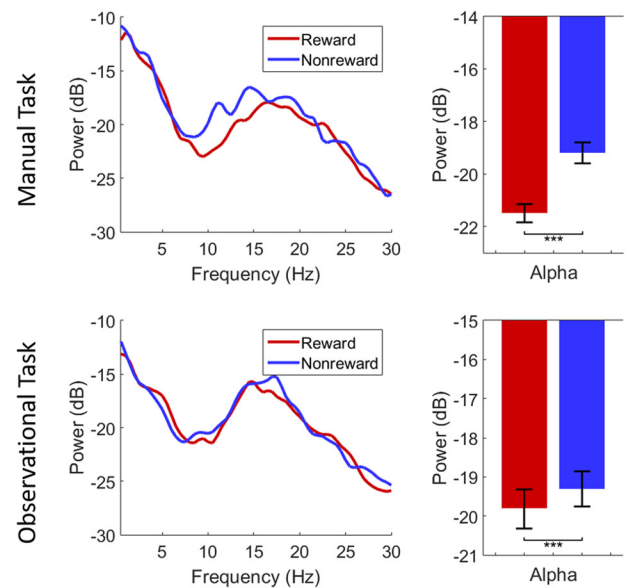 Manual Task
Power (dB)
-10
-15
-20
-25
-30
5 10 15 20 25 30
Frequency (Hz)
Reward
Nonreward
Power (dB)
-14
-16
-18
-20
-22
***
Alpha
Observational Task
Power (dB)
-10
-15
-20
-25
-30
5 10 15 20 25 30
Frequency (Hz)
Reward
Nonreward
Power (dB)
-15
-16
-17
-18
-19
-20
-21
***
Alpha